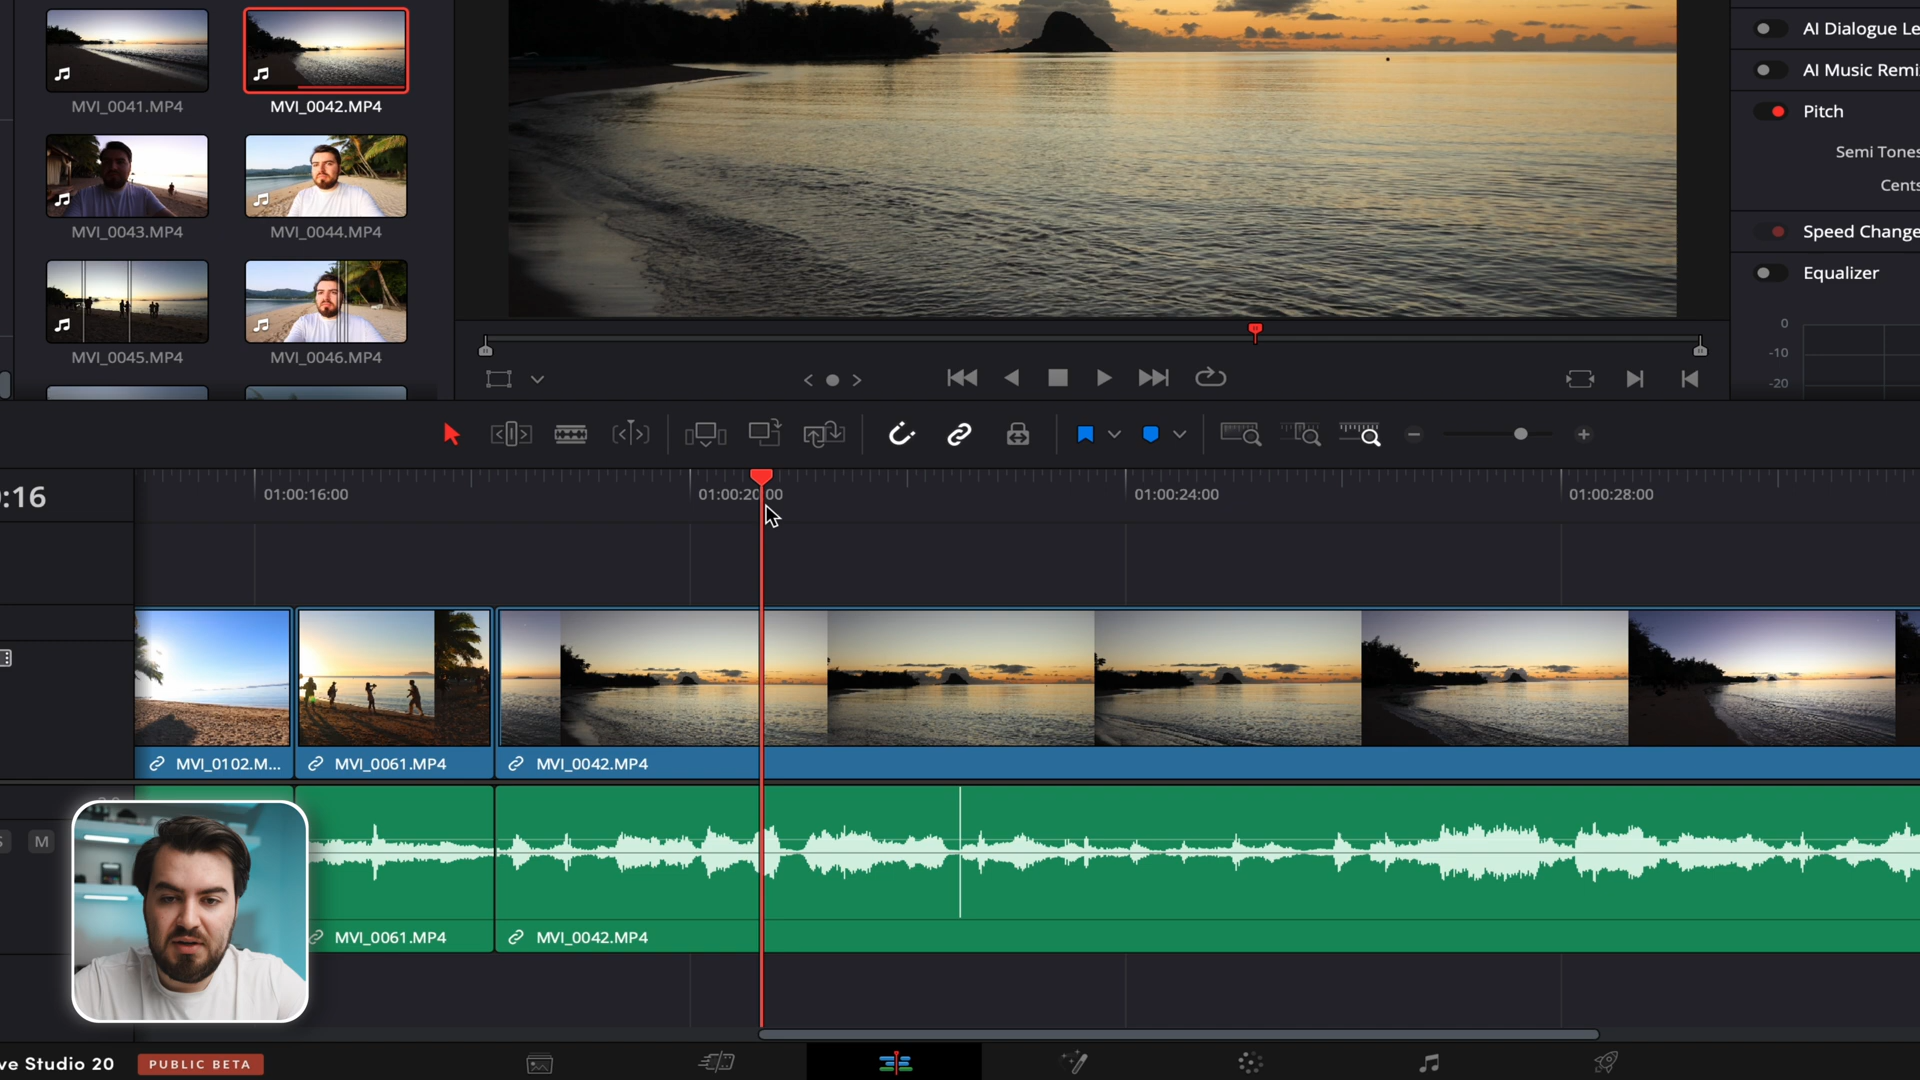 MVI_0041.MP4
MVI_0042.MP4
MVI_0043.MP4
MVI_0044.MP4
MVI_0045.MP4
MVI_0046.MP4
AI Dialogue Le
AI Music Remi
Pitch
Semi Tones
Cents
Speed Change
Equalizer
0
-10
-20
:16
01:00:16:00
01:00:20:00
01:00:24:00
01:00:28:00
MVI_0102.M...
MVI_0061.MP4
MVI_0042.MP4
S
M
MVI_0061.MP4
MVI_0042.MP4
ve Studio 20
PUBLIC BETA